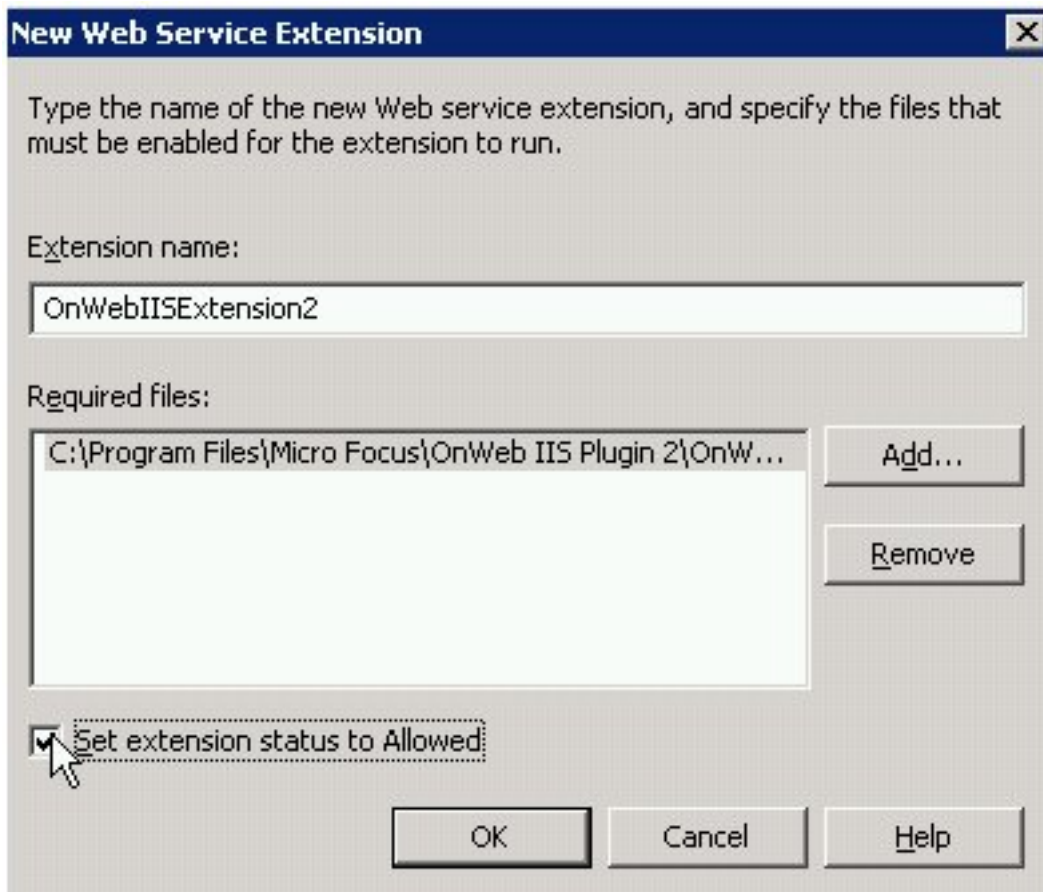 New Web Service Extension
Type the name of the new Web service extension, and specify the files that
must be enabled for the extension to run.
Extension name:
OnWebIISExtension2
Required files:
C:\Program Files\Micro Focus\OnWeb IIS Plugin 2\OnW...
Add...
Remove
Set extension status to Allowed
OK
Cancel
Help